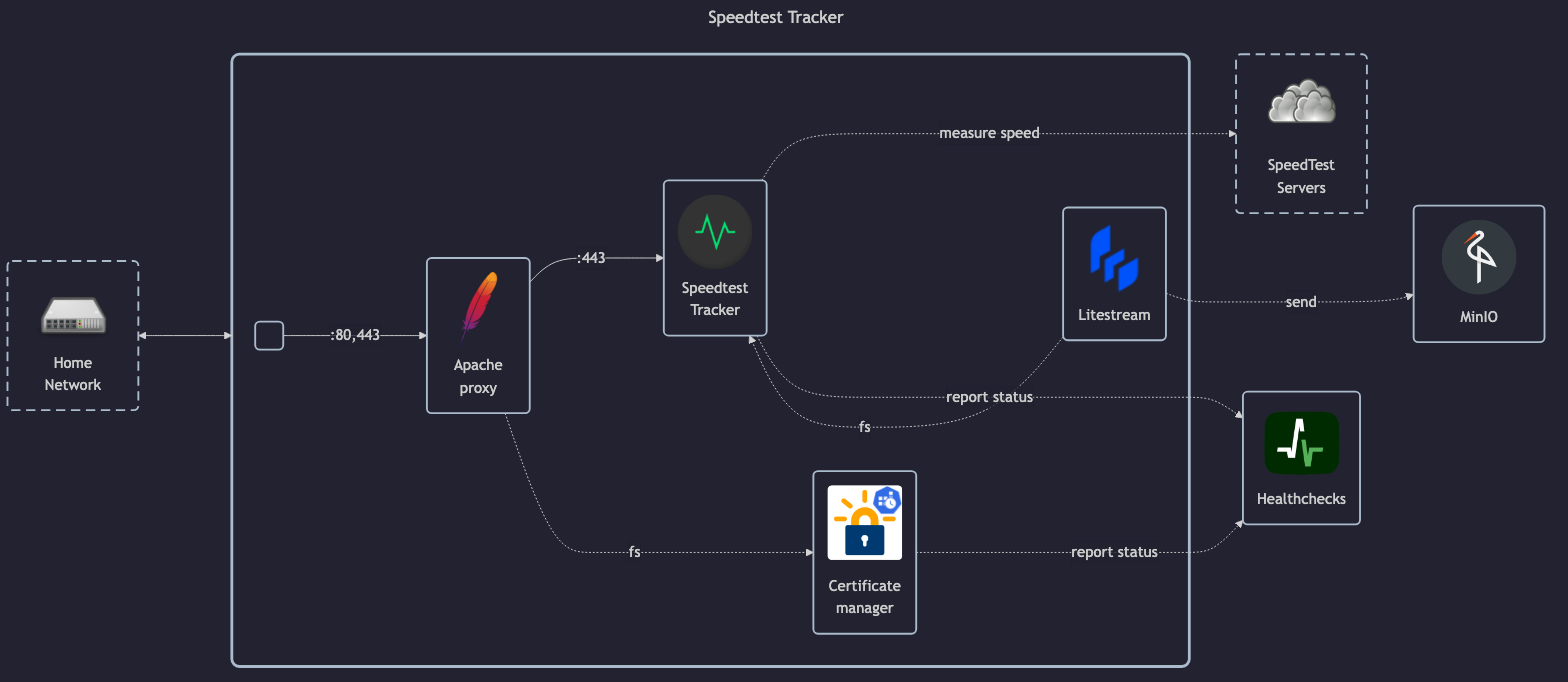 Speedtest Tracker
measure speed
SpeedTest
Servers
:443
Speedtest
Tracker
Litestream
send
MinIO
Home
Network
:80,443
Apache
proxy
report status
fs
Healthchecks
fs
Certificate
manager
report status